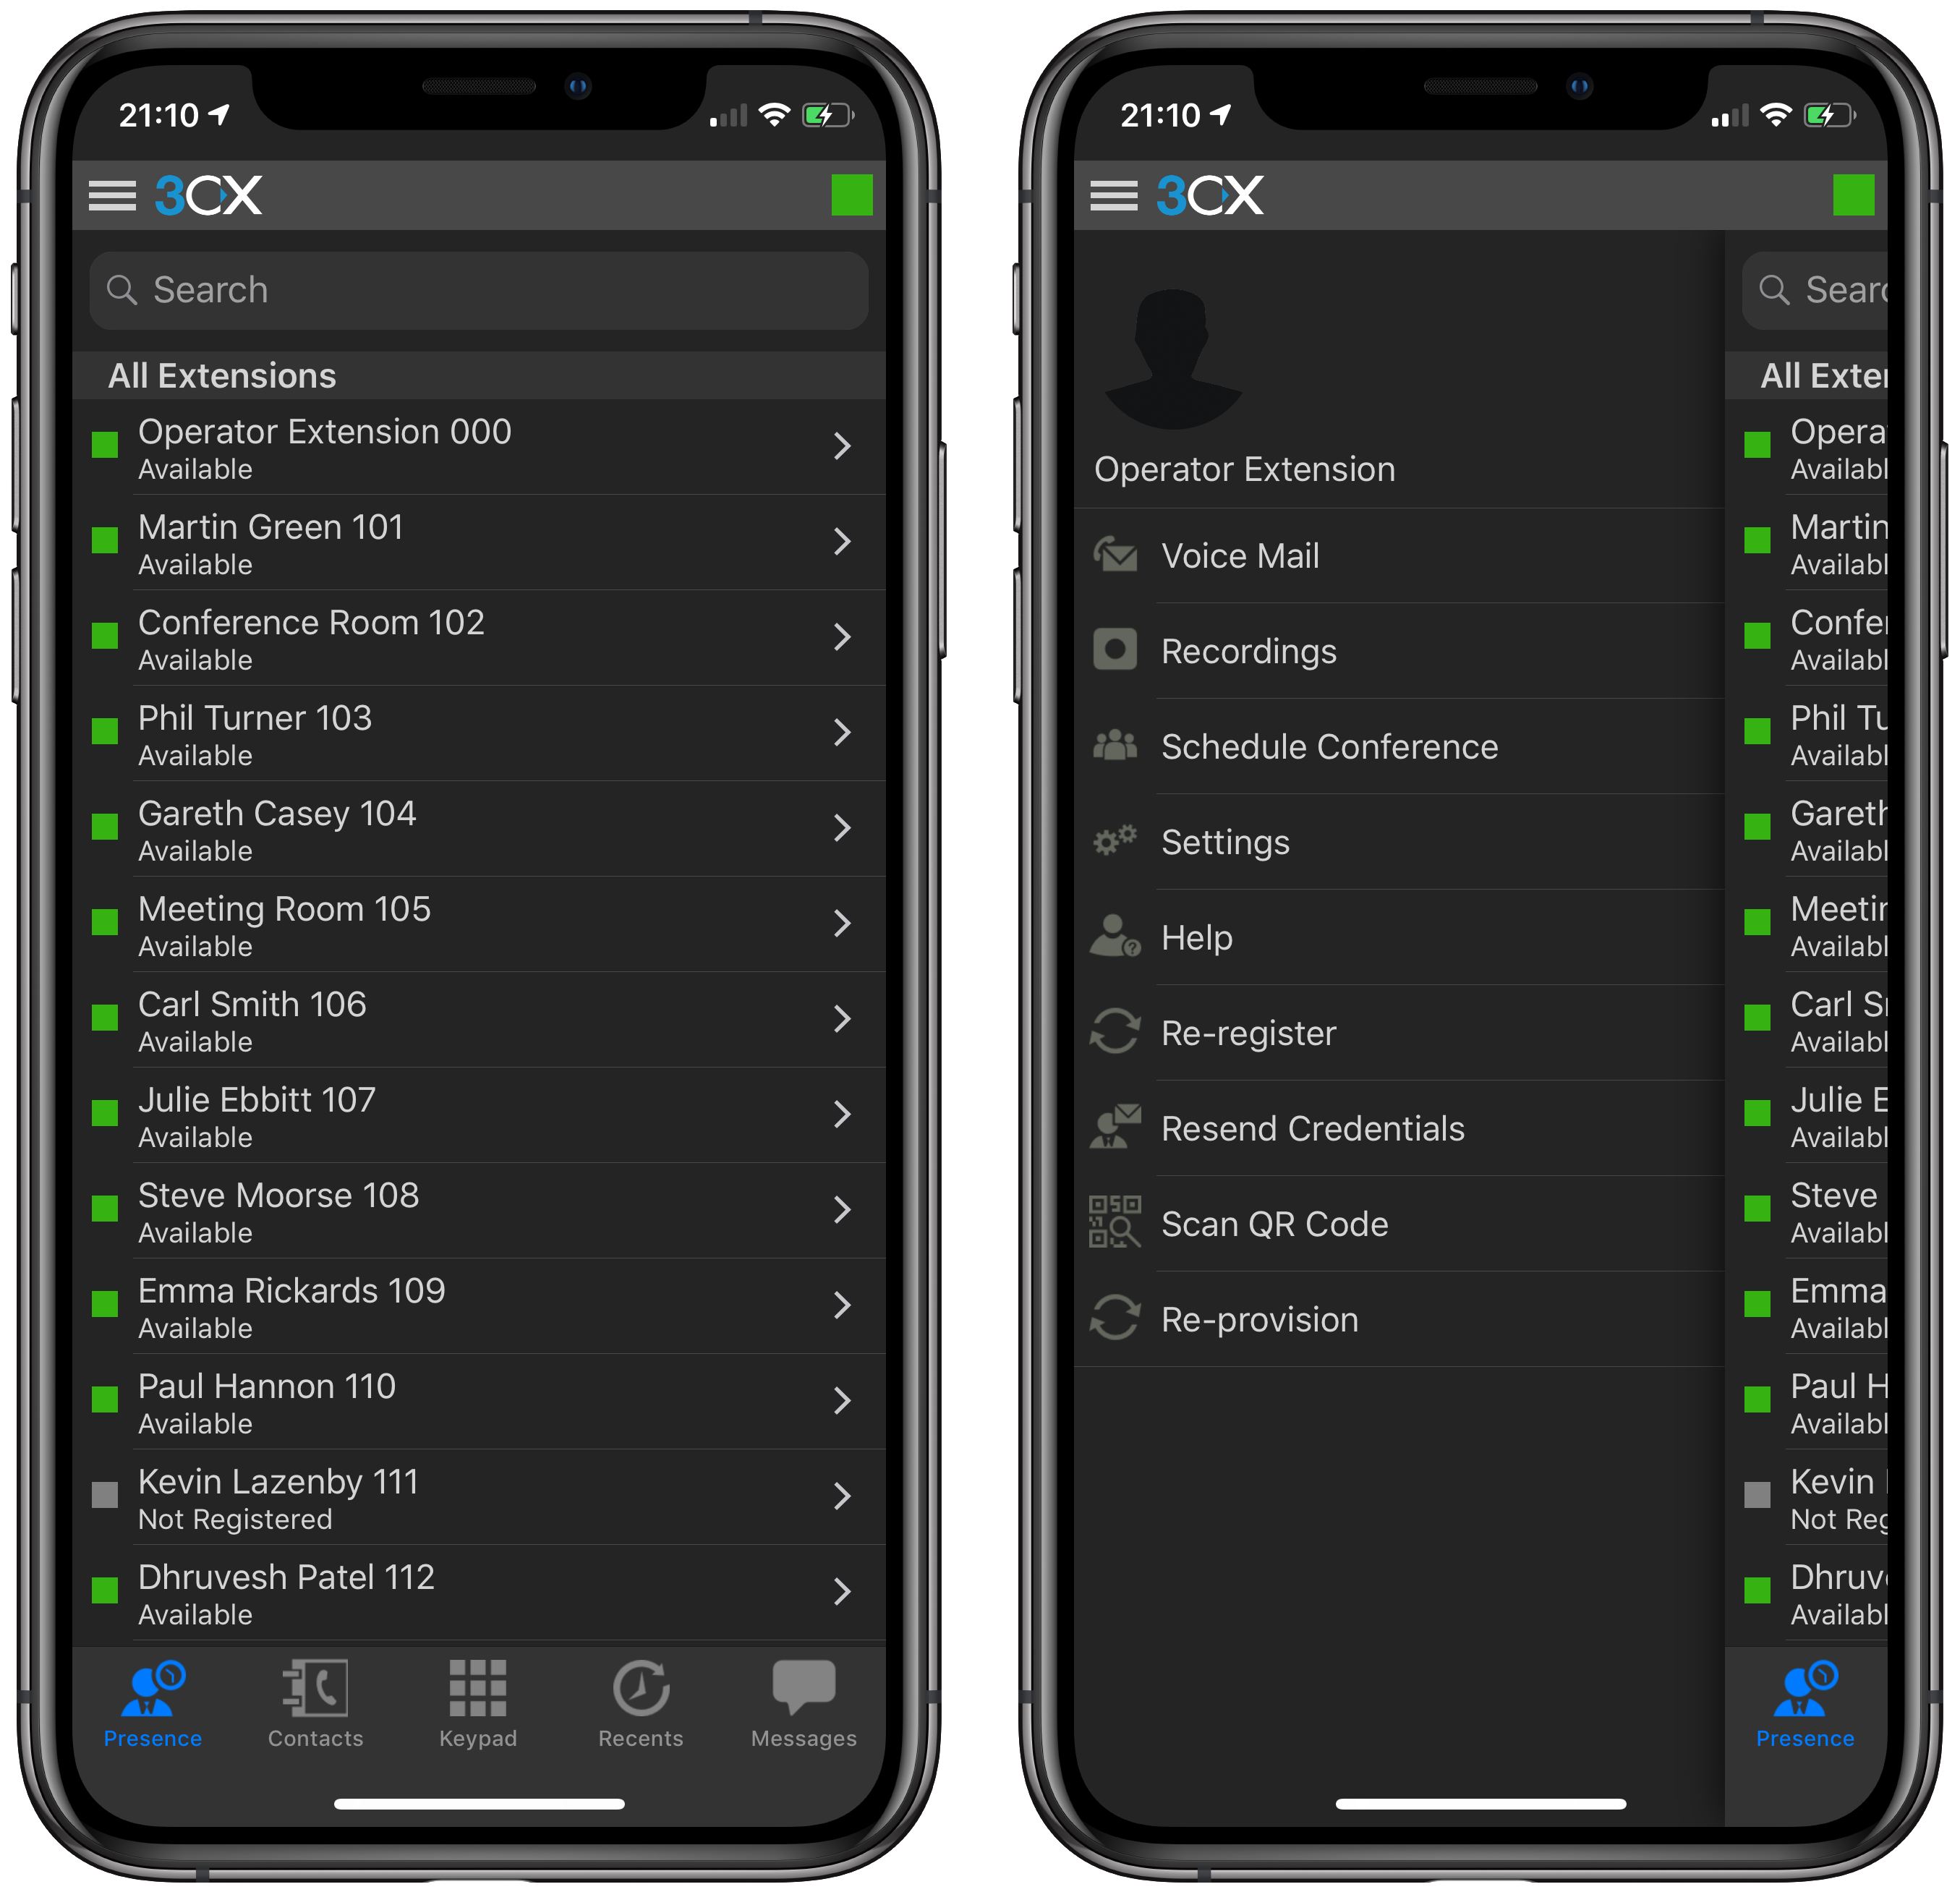 21:10
3CX
Search
All Extensions
Operator Extension 000
Available
Martin Green 101
Available
Conference Room 102
Available
Phil Turner 103
Available
Gareth Casey 104
Available
Meeting Room 105
Available
Carl Smith 106
Available
Julie Ebbitt 107
Available
Steve Moorse 108
Available
Emma Rickards 109
Available
Paul Hannon 110
Available
Kevin Lazenby 111
Not Registered
Dhruvesh Patel 112
Available
Presence
Contacts
Keypad
Recents
Messages
21:10
3CX
Operator Extension
Voice Mail
Recordings
Schedule Conference
Settings
Help
Re-register
Resend Credentials
Scan QR Code
Re-provision
Searc
All Exter
Opera
Availabl
Martin
Availabl
Confer
Availabl
Phil Tu
Availabl
Gareth
Availabl
Meetin
Availabl
Carl Sm
Availabl
Julie E
Availabl
Steve
Availabl
Emma
Availabl
Paul H
Availabl
Kevin
Not Reg
Dhruve
Availabl
Presence